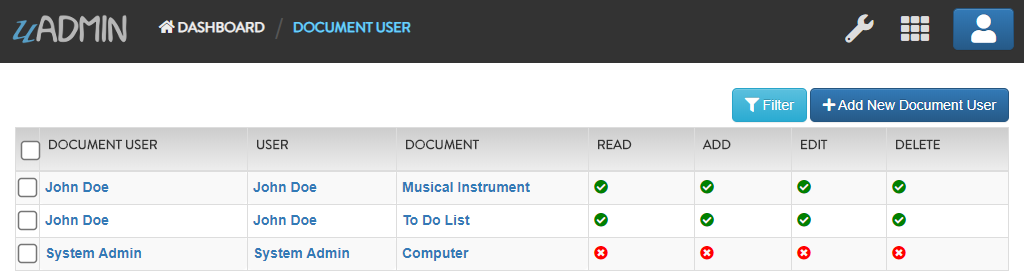 uADMIN DASHBOARD / DOCUMENT USER
Filter Add New Document User
DOCUMENT USER USER DOCUMENT READ ADD EDIT DELETE
John Doe John Doe Musical Instrument
John Doe John Doe To Do List
System Admin System Admin Computer